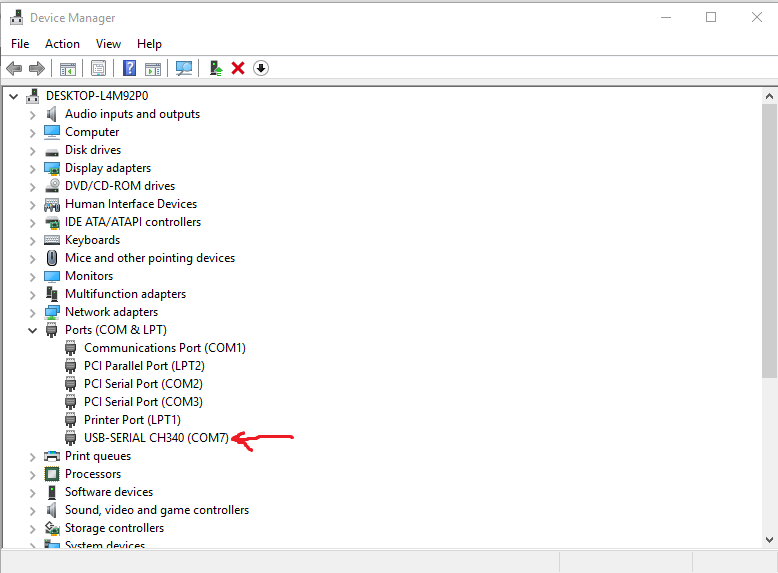 Device Manager
File Action View Help
DESKTOP-L4M92P0
Audio inputs and outputs
Computer
Disk drives
Display adapters
DVD/CD-ROM drives
Human Interface Devices
IDE ATA/ATAPI controllers
Keyboards
Mice and other pointing devices
Monitors
Multifunction adapters
Network adapters
Ports (COM & LPT)
Communications Port (COM1)
PCI Parallel Port (LPT2)
PCI Serial Port (COM2)
PCI Serial Port (COM3)
Printer Port (LPT1)
USB-SERIAL CH340 (COM7)
Print queues
Processors
Software devices
Sound, video and game controllers
Storage controllers
System devices